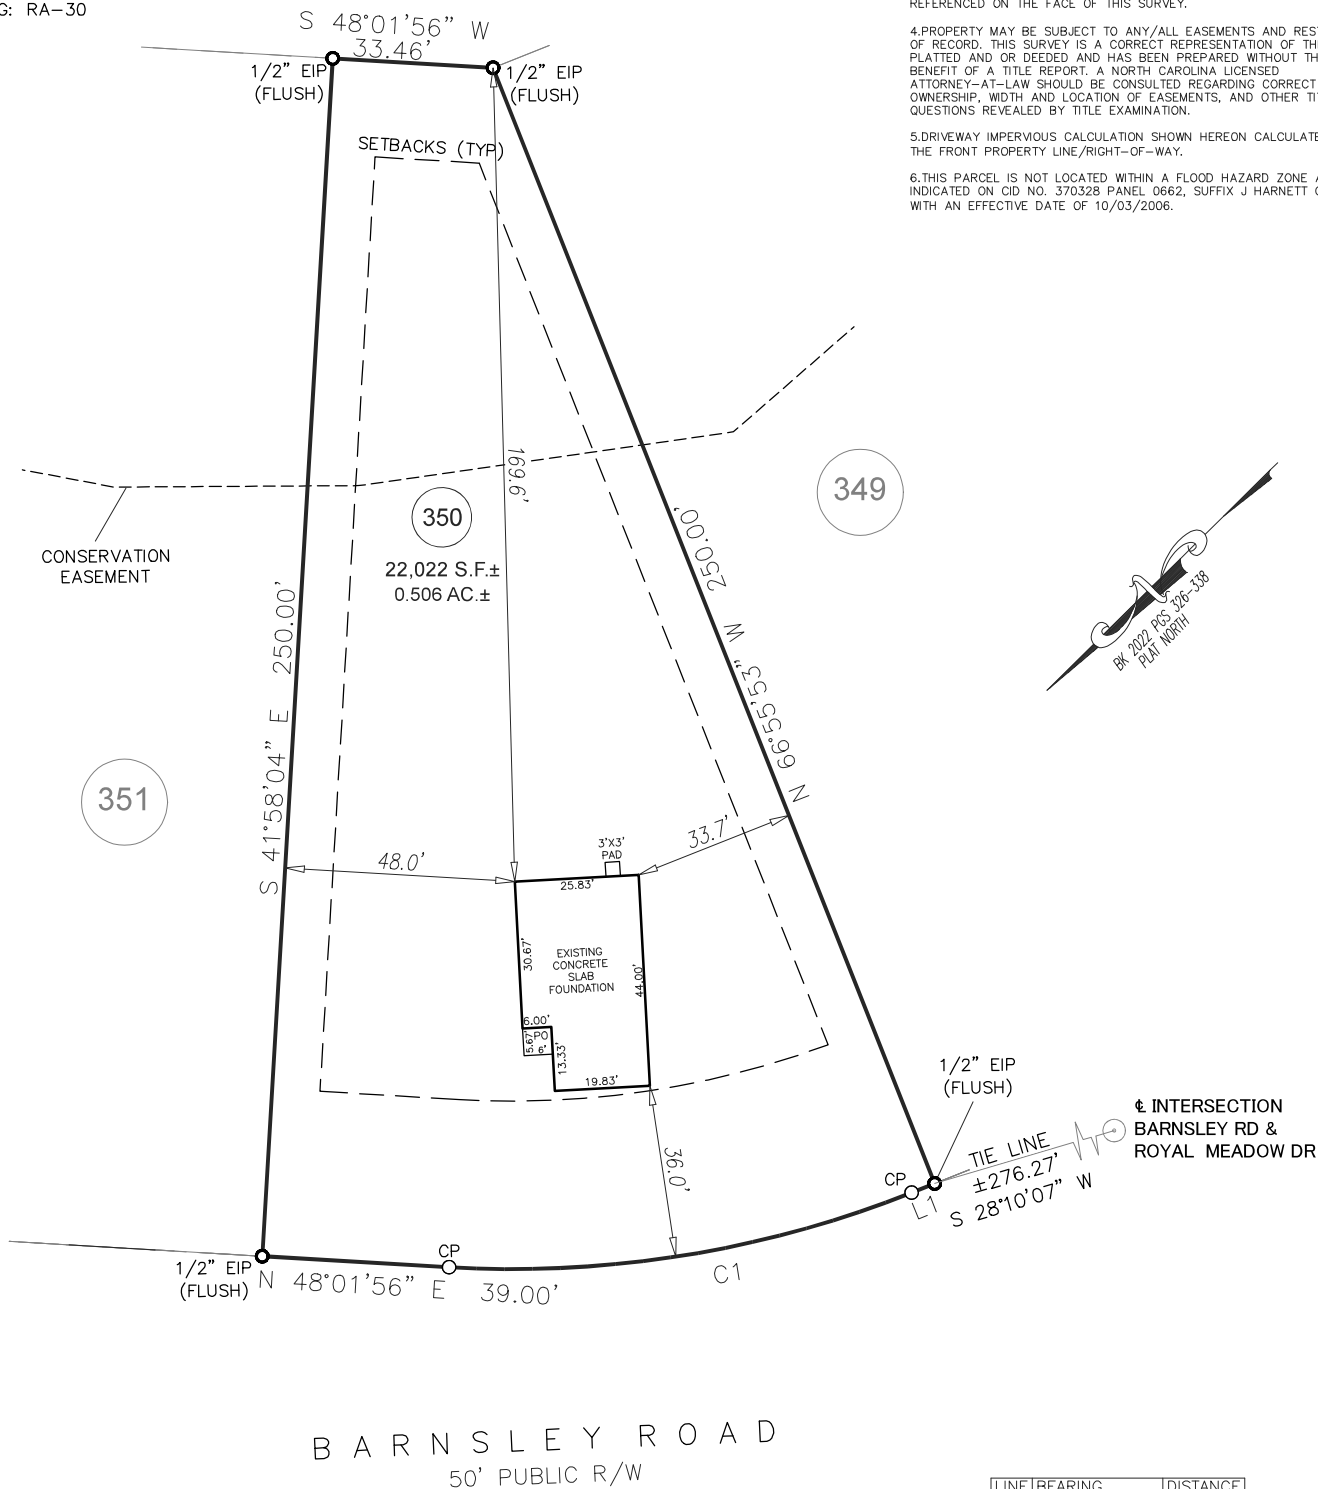 G: RA-30
S 48°01'56" W
33.46'
1/2" EIP
(FLUSH)
1/2" EIP
(FLUSH)
SETBACKS (TYP)
REFERENCED ON THE FACE OF THIS SURVEY.
4.PROPERTY MAY BE SUBJECT TO ANY/ALL EASEMENTS AND
OF RECORD. THIS SURVEY IS A CORRECT REPRESENTATION OF
PLATTED AND OR DEEDED AND HAS BEEN PREPARED WITHOUT
BENEFIT OF A TITLE REPORT. A NORTH CAROLINA LICENSED
ATTORNEY-AT-LAW SHOULD BE CONSULTED REGARDING CORRECT
OWNERSHIP, WIDTH AND LOCATION OF EASEMENTS, AND OTHER
QUESTIONS REVEALED BY TITLE EXAMINATION.
5.DRIVEWAY IMPERVIOUS CALCULATION SHOWN HEREON
THE FRONT PROPERTY LINE/RIGHT-OF-WAY.
6.THIS PARCEL IS NOT LOCATED WITHIN A FLOOD HAZARD ZONE
INDICATED ON CID NO. 370328 PANEL 0662, SUFFIX J HARNETT
WITH AN EFFECTIVE DATE OF 10/03/2006.
169.6'
349
350
22,022 S.F.±
0.506 AC.±
CONSERVATION
EASEMENT
S 41°58'04" E 250.00'
N 66°55'53" W 250.00'
BK 2022 PGS 326-338
PLAT NORTH
351
48.0'
33.7'
3'X3'
PAD
25.83'
30.67'
EXISTING
CONCRETE
SLAB
FOUNDATION
44.00'
6.00'
5.67'
PO
6'
13.33'
19.83'
36.0'
1/2" EIP
(FLUSH)
℄ INTERSECTION
BARNSLEY RD &
ROYAL MEADOW DR
TIE LINE
±276.27'
S 28°10'07" W
CP
L1
C1
CP
1/2" EIP
(FLUSH)
N 48°01'56" E 39.00'
BARNSLEY ROAD
50' PUBLIC R/W
LINE BEARING DISTANCE